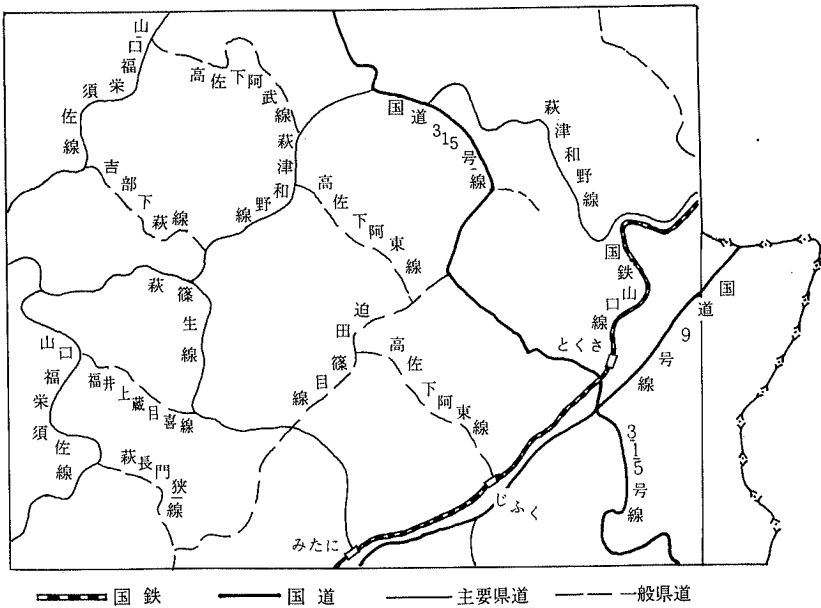 山口福栄須佐線
高佐下阿武線
国道315号線
萩津和野線
吉部下萩線
萩津和野線
高佐下阿東線
国鉄山口線
国道9号線
萩篠生線
迫田篠目線
とくさ
山口福栄須佐線
福井上蔵目喜線
高佐下阿東線
315号線
萩長門狭線
じふく
みたに
国鉄
国道
主要県道
一般県道